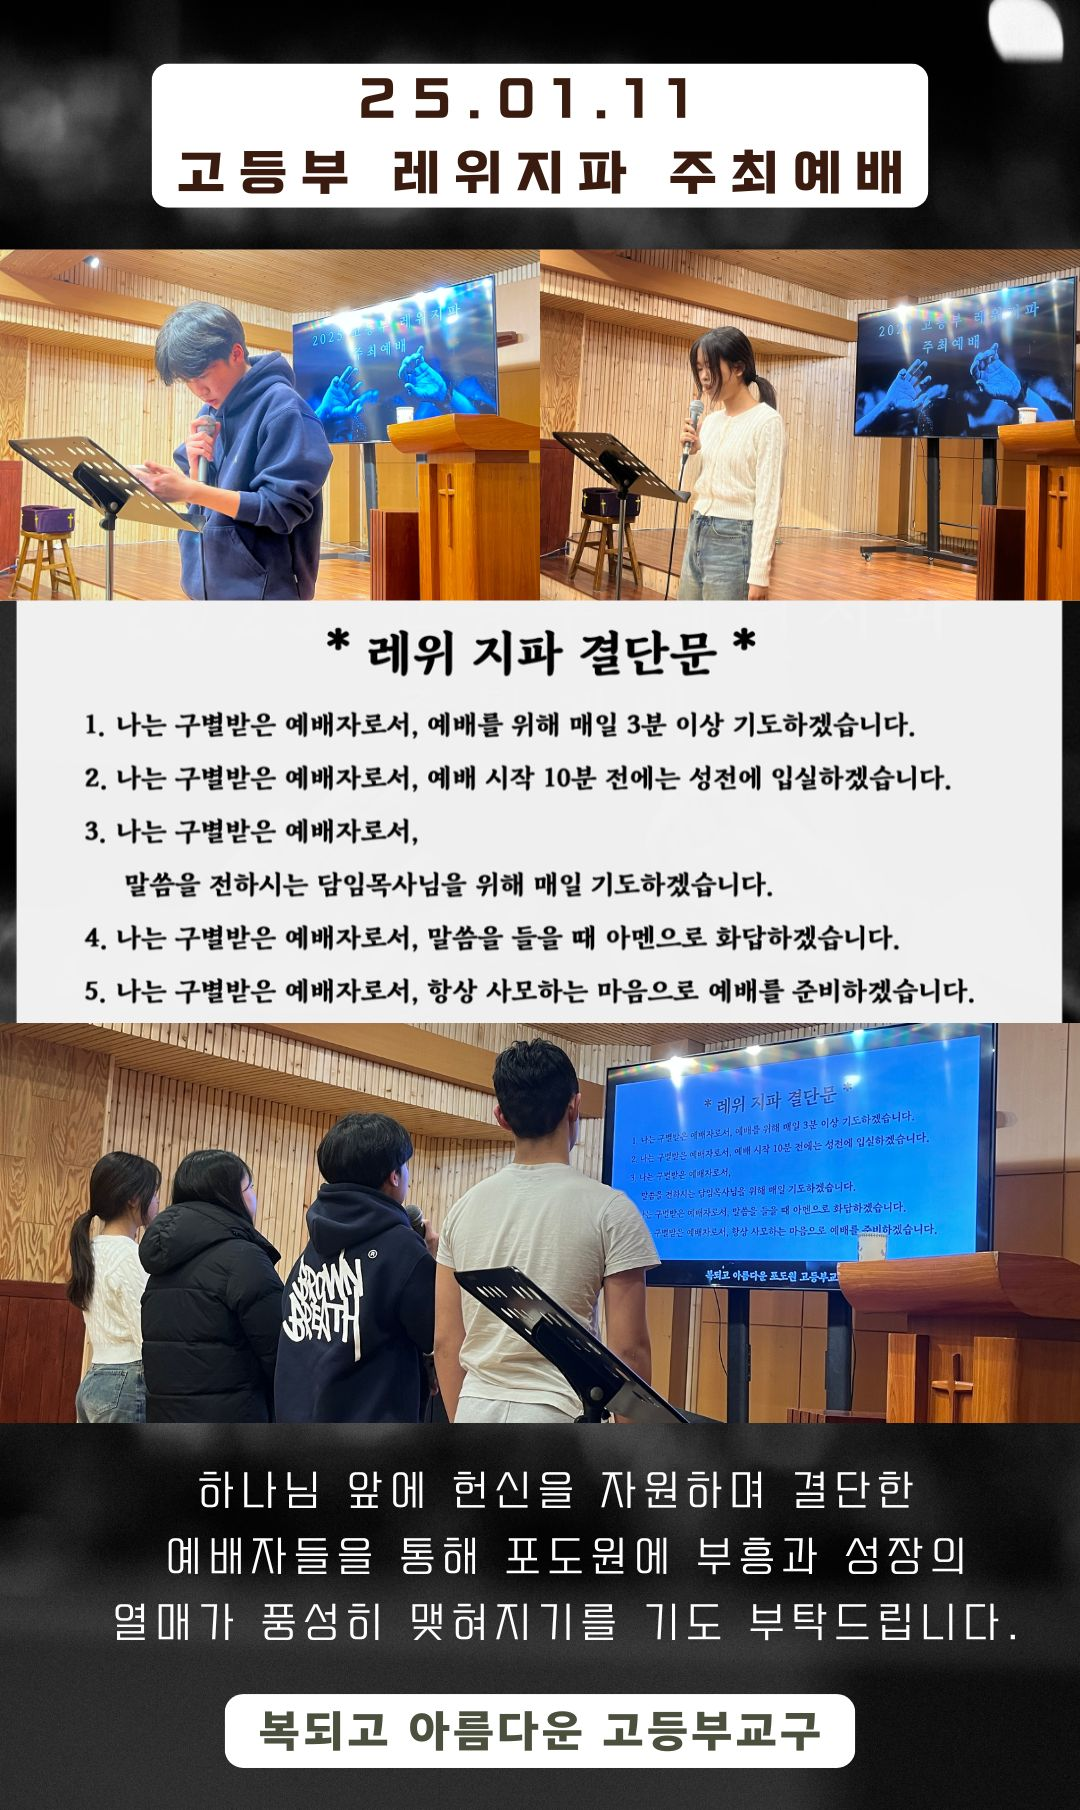 25.01.11
고등부 레위지파 주최예배
2025 고등부 레위지파
주최예배
고등부 레위지파
주최예배
* 레위 지파 결단문 *
1. 나는 구별받은 예배자로서, 예배를 위해 매일 3분 이상 기도하겠습니다.
2. 나는 구별받은 예배자로서, 예배 시작 10분 전에는 성전에 입실하겠습니다.
3. 나는 구별받은 예배자로서,
말씀을 전하시는 담임목사님을 위해 매일 기도하겠습니다.
4. 나는 구별받은 예배자로서, 말씀을 들을 때 아멘으로 화답하겠습니다.
5. 나는 구별받은 예배자로서, 항상 사모하는 마음으로 예배를 준비하겠습니다.
* 레위 지파 결단문 *
1. 나는 구별받은 예배자로서, 예배를 위해 매일 3분 이상 기도하겠습니다.
2. 나는 구별받은 예배자로서, 예배 시작 10분 전에는 성전에 입실하겠습니다.
3. 나는 구별받은 예배자로서,
말씀을 전하시는 담임목사님을 위해 매일 기도하겠습니다.
나는 구별받은 예배자로서, 말씀을 들을 때 아멘으로 화답하겠습니다.
구별받은 예배자로서, 항상 사모하는 마음으로 예배를 준비하겠습니다.
복되고 아름다운 포도원 고등부교
하나님 앞에 헌신을 자원하며 결단한
예배자들을 통해 포도원에 부흥과 성장의
열매가 풍성히 맺혀지기를 기도 부탁드립니다.
복되고 아름다운 고등부교구